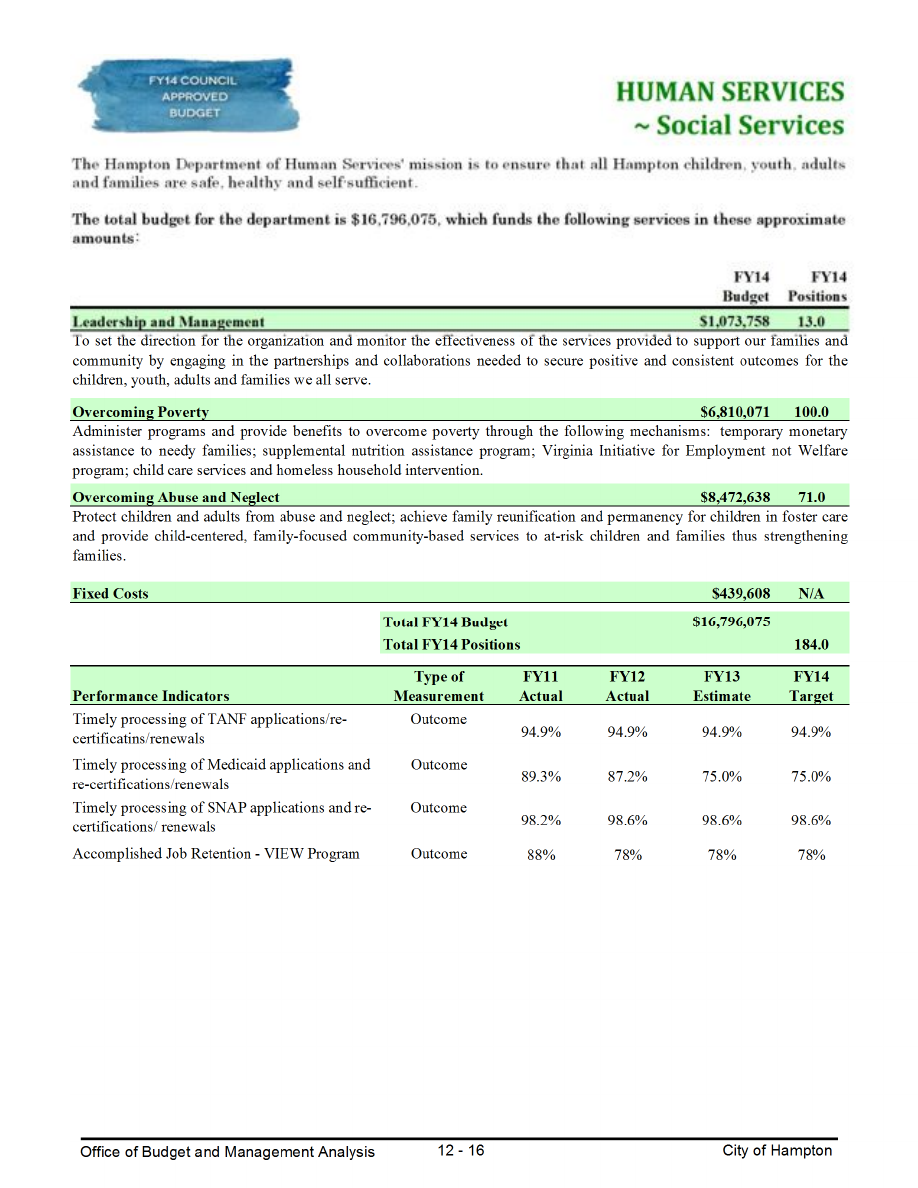 FY14 COUNCIL
APPROVED
BUDGET
HUMAN SERVICES
~ Social Services
The Hampton Department of Human Services' mission is to ensure that all Hampton children, youth, adults
and families are safe, healthy and self-sufficient.
The total budget for the department is $16,796,075, which funds the following services in these approximate
amounts:
FY14 FY14
Budget Positions
Leadership and Management $1,073,758 13.0
To set the direction for the organization and monitor the effectiveness of the services provided to support our families and
community by engaging in the partnerships and collaborations needed to secure positive and consistent outcomes for the
children, youth, adults and families we all serve.
Overcoming Poverty $6,810,071 100.0
Administer programs and provide benefits to overcome poverty through the following mechanisms: temporary monetary
assistance to needy families; supplemental nutrition assistance program; Virginia Initiative for Employment not Welfare
program; child care services and homeless household intervention.
Overcoming Abuse and Neglect $8,472,638 71.0
Protect children and adults from abuse and neglect; achieve family reunification and permanency for children in foster care
and provide child-centered, family-focused community-based services to at-risk children and families thus strengthening
families.
Fixed Costs $439,608 N/A
Total FY14 Budget $16,796,075
Total FY14 Positions 184.0
Type of FY11 FY12 FY13 FY14
Performance Indicators Measurement Actual Actual Estimate Target
Timely processing of TANF applications/re- Outcome
certificatins/renewals 94.9% 94.9% 94.9% 94.9%
Timely processing of Medicaid applications and Outcome
re-certifications/renewals 89.3% 87.2% 75.0% 75.0%
Timely processing of SNAP applications and re- Outcome
certifications/ renewals 98.2% 98.6% 98.6% 98.6%
Accomplished Job Retention - VIEW Program Outcome 88% 78% 78% 78%
Office of Budget and Management Analysis 12 - 16 City of Hampton